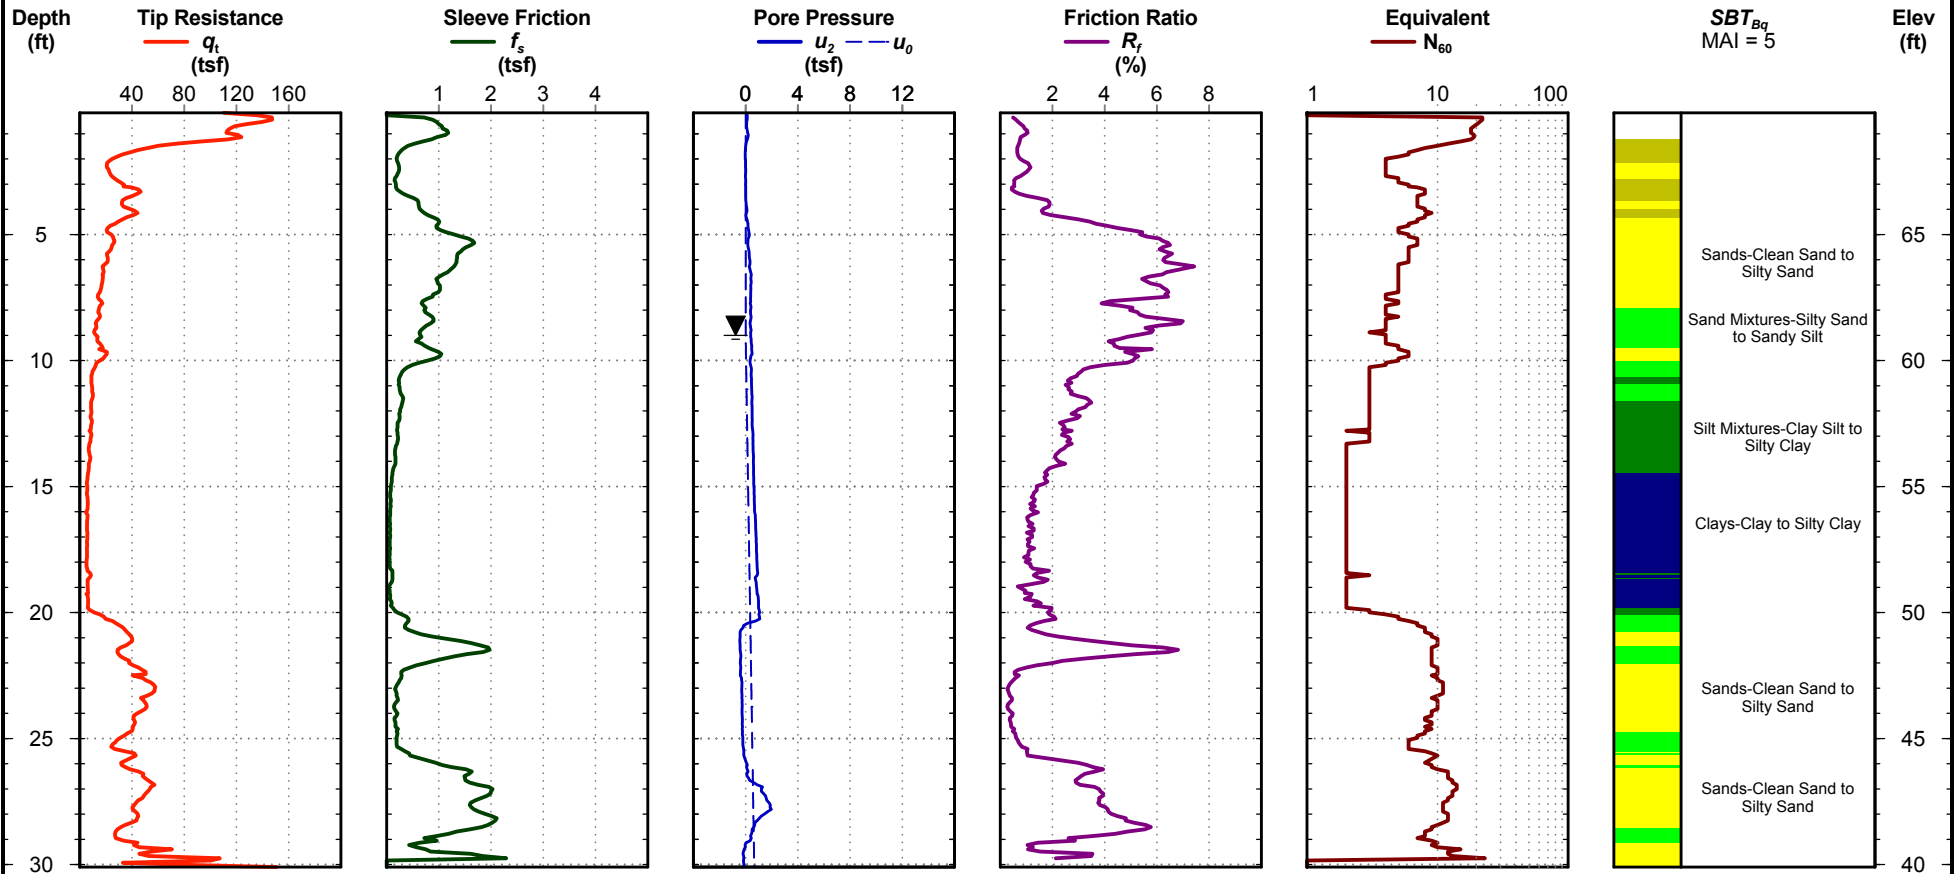 Depth
(ft)
Tip Resistance
qt
(tsf)
40 80 120 160
Sleeve Friction
fs
(tsf)
1 2 3 4
Pore Pressure
u2 u0
(tsf)
0 4 8 12
Friction Ratio
Rf
(%)
2 4 6 8
Equivalent
N60
1 10 100
SBTBq
MAI = 5
Elev
(ft)
5
10
15
20
25
30
Sands-Clean Sand to
Silty Sand
Sand Mixtures-Silty Sand
to Sandy Silt
Silt Mixtures-Clay Silt to
Silty Clay
Clays-Clay to Silty Clay
Sands-Clean Sand to
Silty Sand
Sands-Clean Sand to
Silty Sand
65
60
55
50
45
40